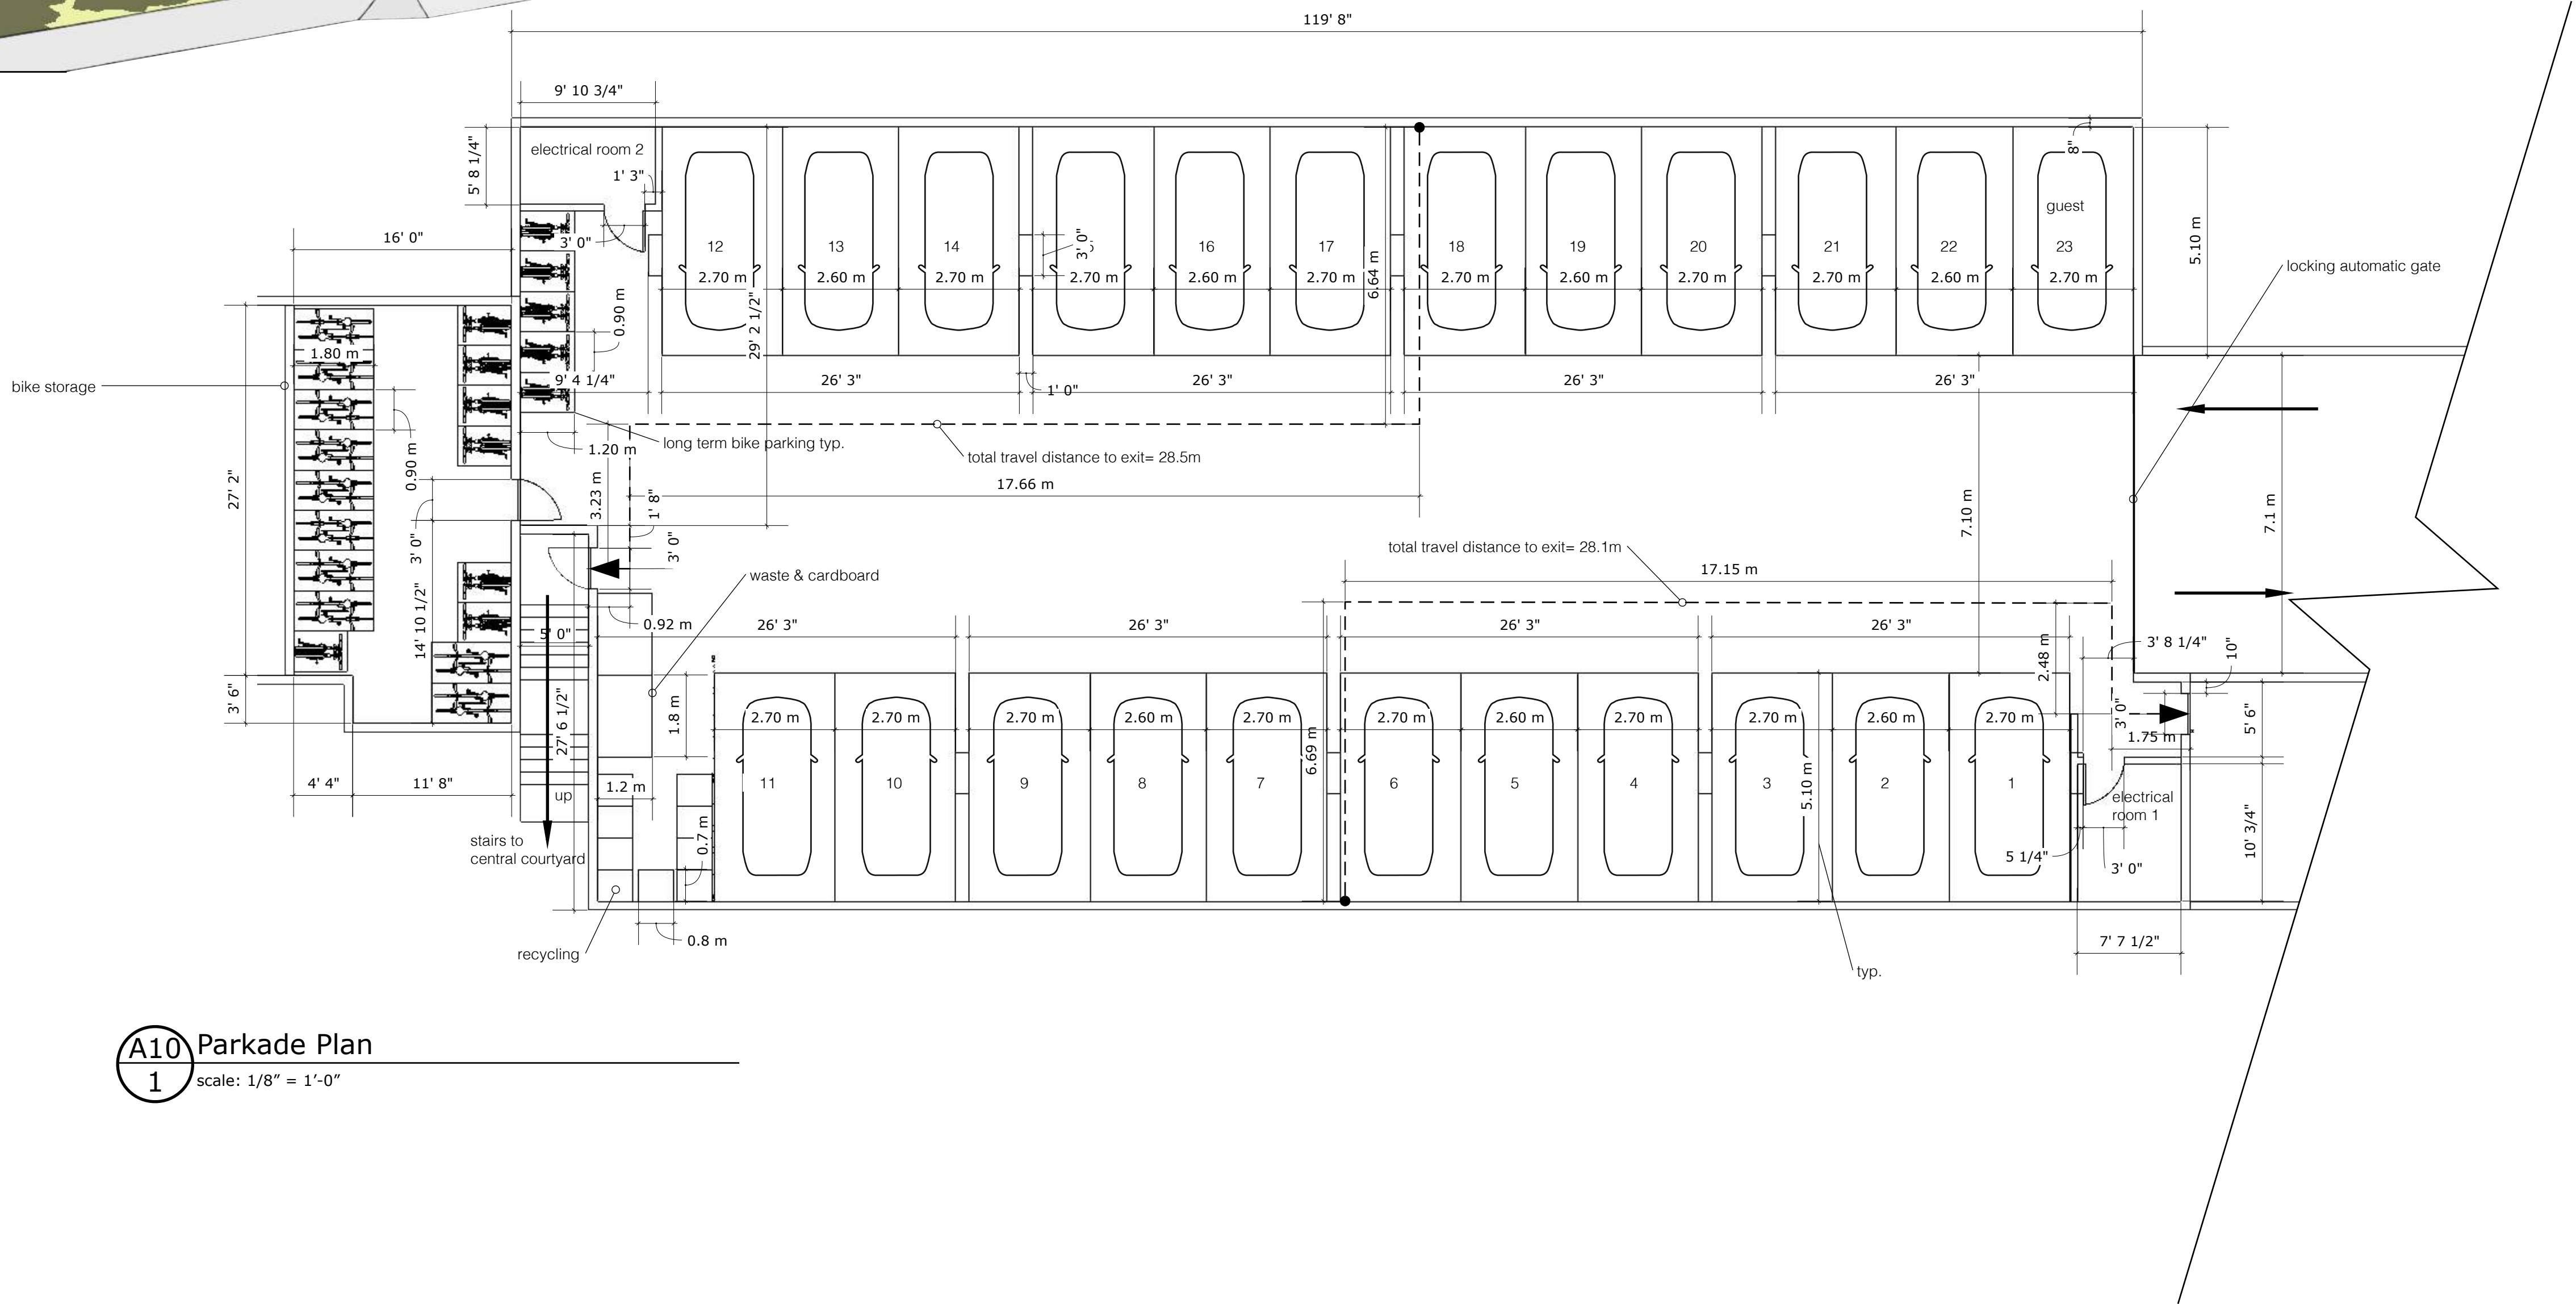 119' 8"
9' 10 3/4"
5' 8 1/4"
electrical room 2
1' 3"
3' 0"
8"
guest
16' 0"
12
13
14
3' 0"
16
17
18
19
20
21
22
23
2.70 m
2.60 m
2.70 m
2.70 m
2.60 m
2.70 m
2.70 m
2.60 m
2.70 m
2.70 m
2.60 m
2.70 m
6.64 m
5.10 m
locking automatic gate
0.90 m
29' 2 1/2"
1.80 m
bike storage
9' 4 1/4"
26' 3"
26' 3"
26' 3"
26' 3"
1' 0"
long term bike parking typ.
1.20 m
total travel distance to exit= 28.5m
17.66 m
0.90 m
27' 2"
3.23 m
1' 8"
7.10 m
7.1 m
3' 0"
3' 0"
total travel distance to exit= 28.1m
17.15 m
waste & cardboard
14' 10 1/2"
5' 0"
0.92 m
26' 3"
26' 3"
26' 3"
26' 3"
2.48 m
3' 8 1/4"
10"
3' 6"
27' 6 1/2"
1.8 m
2.70 m
2.70 m
2.70 m
2.60 m
2.70 m
2.70 m
2.60 m
2.70 m
2.70 m
2.60 m
2.70 m
6.69 m
3' 0"
1.75 m
5' 6"
4' 4"
11' 8"
up
1.2 m
11
10
9
8
7
6
5
4
3
2
1
5.10 m
electrical
room 1
0.7 m
stairs to
central courtyard
5 1/4"
3' 0"
10' 3/4"
recycling
0.8 m
7' 7 1/2"
typ.
A10
1
Parkade Plan
scale: 1/8" = 1'-0"